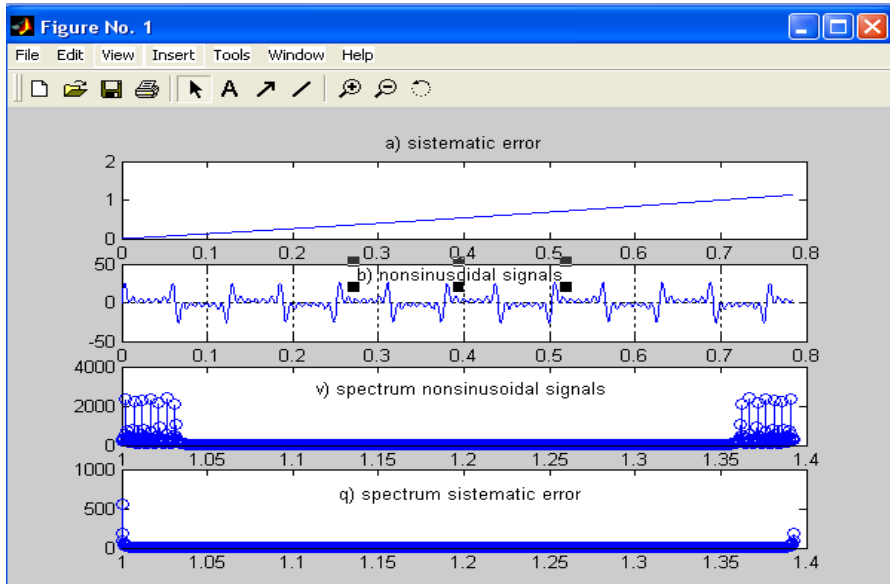 Figure No. 1
File Edit View Insert Tools Window Help
A
a) sistematic error
2
1
0
0 0.1 0.2 0.3 0.4 0.5 0.6 0.7 0.8
b) nonsinusoidal signals
50
0
-50
0 0.1 0.2 0.3 0.4 0.5 0.6 0.7 0.8
v) spectrum nonsinusoidal signals
4000
2000
0
1 1.05 1.1 1.15 1.2 1.25 1.3 1.35 1.4
q) spectrum sistematic error
1000
500
0
1 1.05 1.1 1.15 1.2 1.25 1.3 1.35 1.4